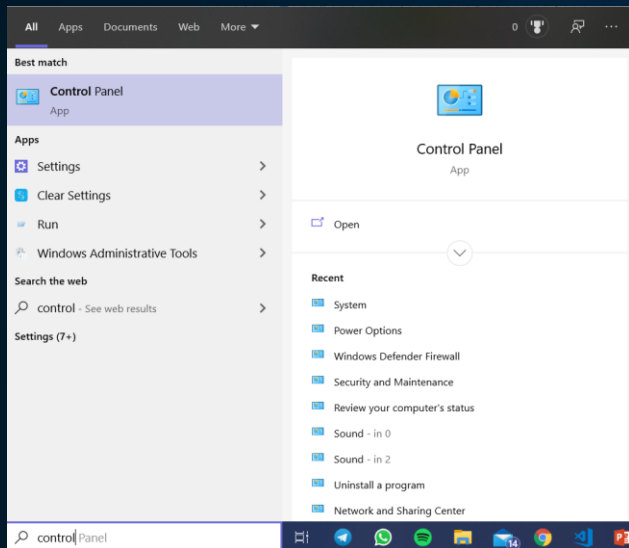 All Apps Documents Web More 0
Best match
Control Panel
App
Apps
Settings
Clear Settings
Run
Windows Administrative Tools
Search the web
control - See web results
Settings (7+)
Control Panel
App
Open
Recent
System
Power Options
Windows Defender Firewall
Security and Maintenance
Review your computer's status
Sound - in 0
Sound - in 2
Uninstall a program
Network and Sharing Center
control Panel
14